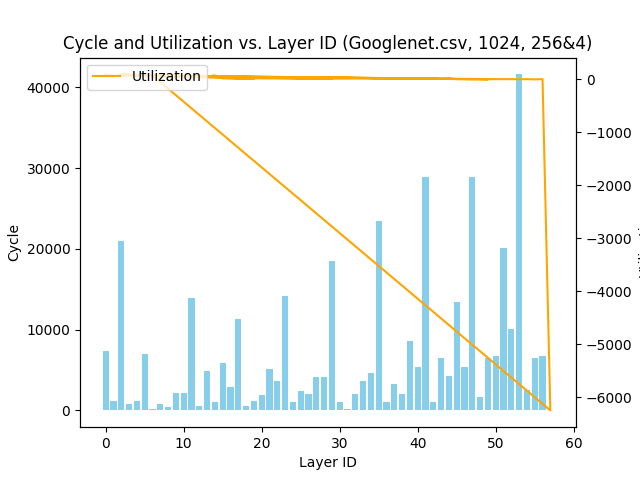 Cycle and Utilization vs. Layer ID (Googlenet.csv, 1024, 256&4)
Utilization
40000
30000
20000
10000
0
Cycle
0
−1000
−2000
−3000
−4000
−5000
−6000
0 10 20 30 40 50 60
Layer ID